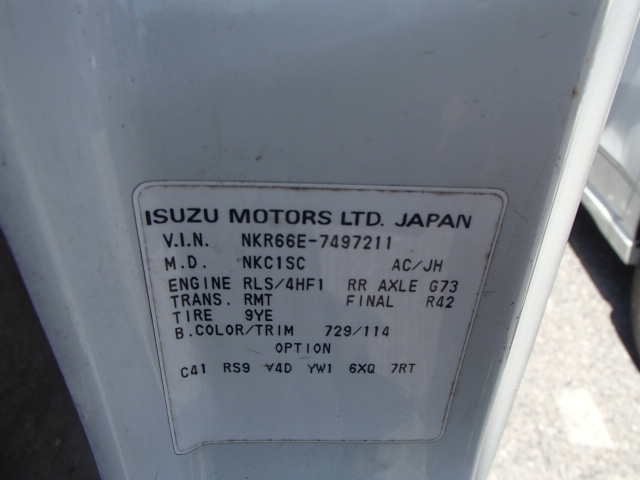 ISUZU MOTORS LTD. JAPAN
V.I.N. NKR66E-7497211
M.D. NKC1SC AC/JH
ENGINE RLS/4HF1 RR AXLE G73
TRANS. RMT FINAL R42
TIRE 9YE
B.COLOR/TRIM 729/114
OPTION
C41 RS9 V4D YW1 6XQ 7RT